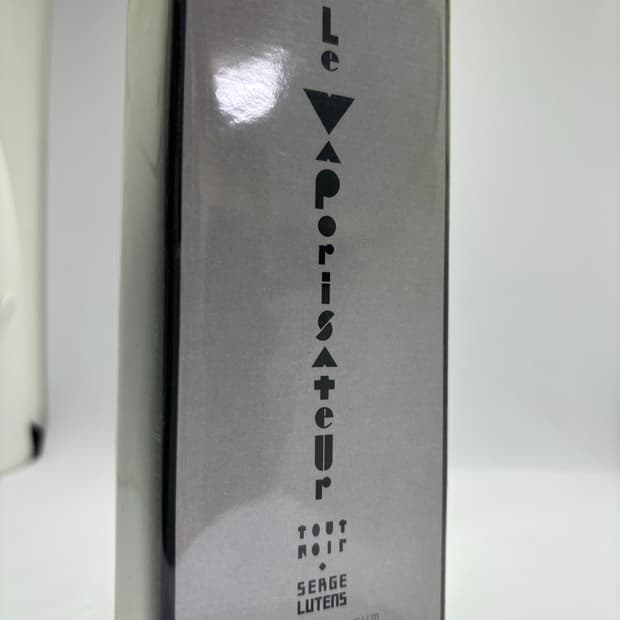 Le
VAPorisAteUr
TOUT
NOIR
SERGE
LUTENS